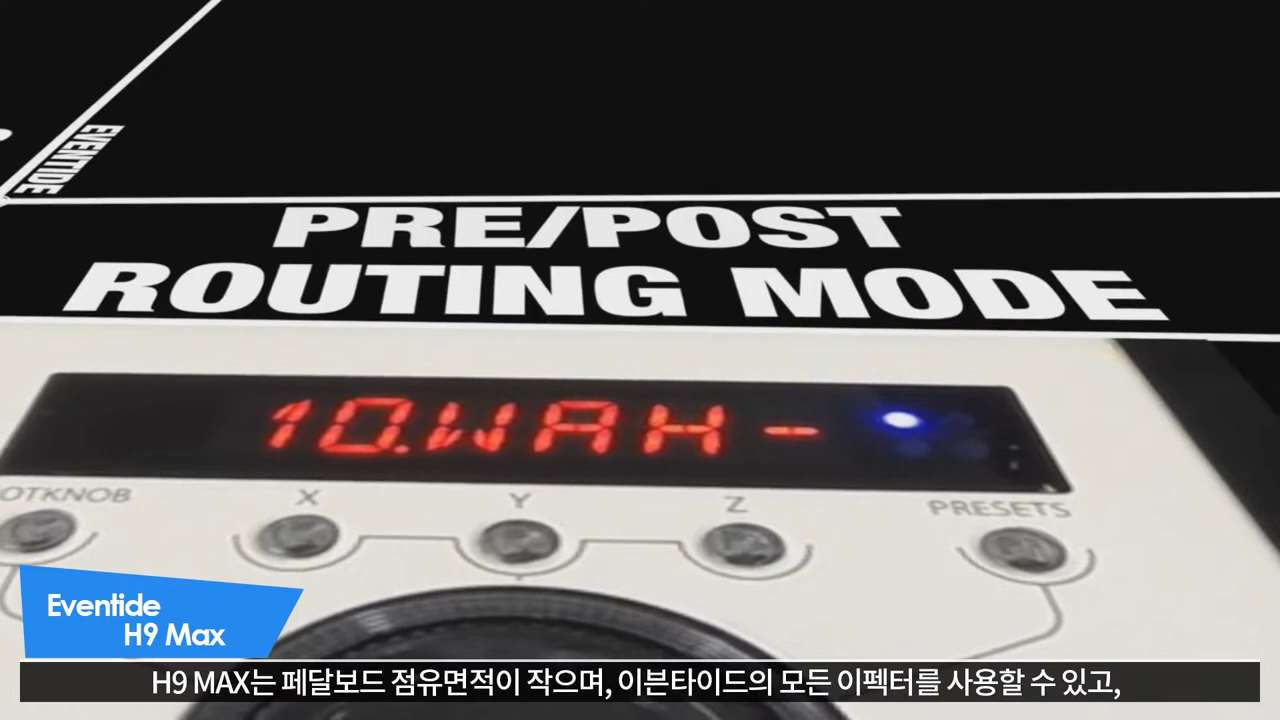 EVENTIDE
PRE/POST
ROUTING MODE
10.WAH-
OTKNOB X Y Z PRESETS
Eventide
H9 Max
H9 MAX는 페달보드 점유면적이 작으며, 이븐타이드의 모든 이펙터를 사용할 수 있고,